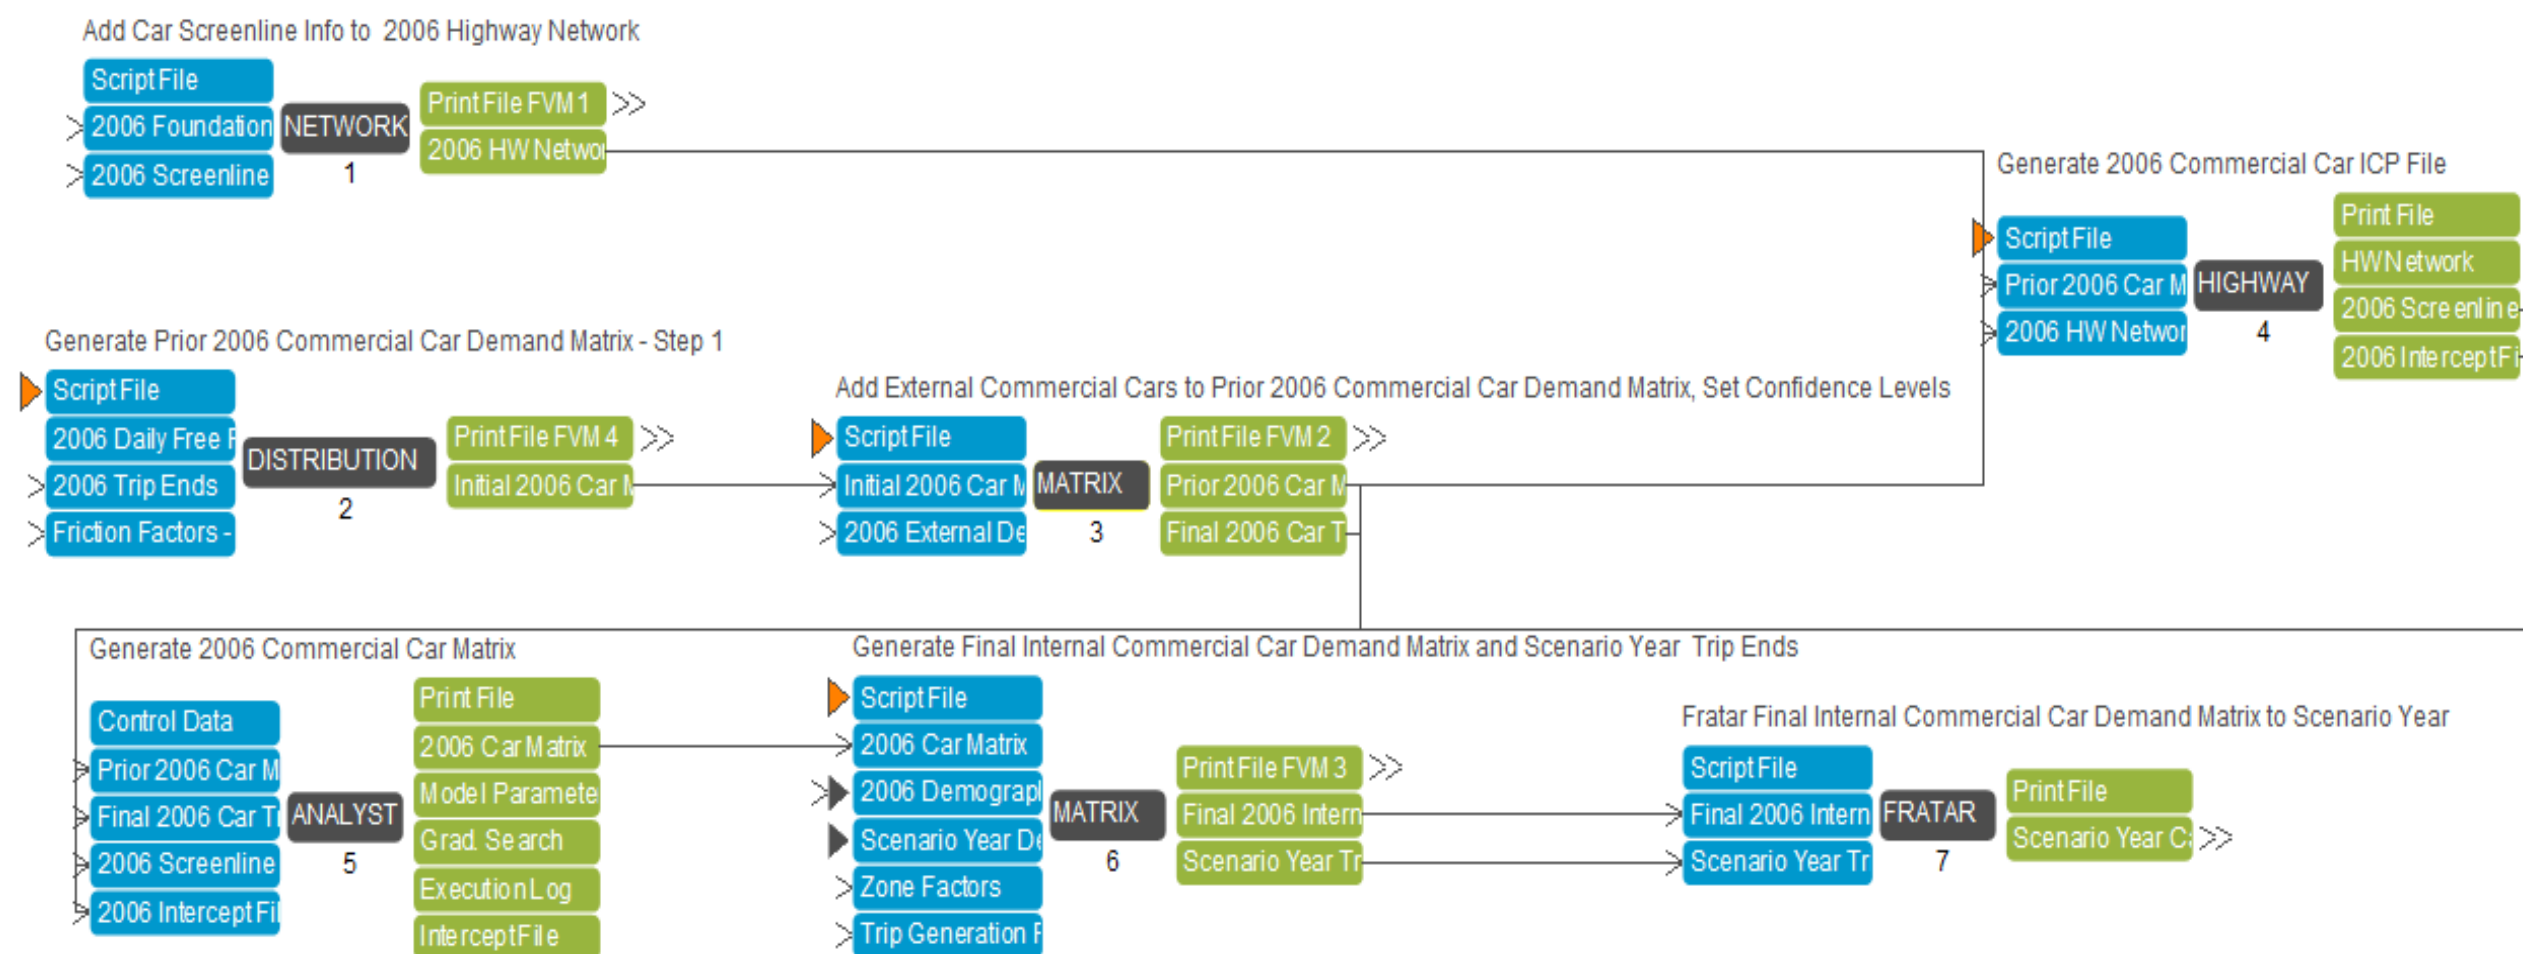 Add Car Screenline Info to 2006 Highway Network
Script File
2006 Foundation
2006 Screenline
NETWORK
1
Print File FVM 1
2006 HW Networ
Generate 2006 Commercial Car ICP File
Script File
Prior 2006 Car M
2006 HW Networ
HIGHWAY
4
Print File
HW Network
2006 Screenline
2006 Intercept Fi
Generate Prior 2006 Commercial Car Demand Matrix - Step 1
Script File
2006 Daily Free F
2006 Trip Ends
Friction Factors -
DISTRIBUTION
2
Print File FVM 4
Initial 2006 Car M
Add External Commercial Cars to Prior 2006 Commercial Car Demand Matrix, Set Confidence Levels
Script File
Initial 2006 Car M
2006 External De
MATRIX
3
Print File FVM 2
Prior 2006 Car M
Final 2006 Car T
Generate 2006 Commercial Car Matrix
Control Data
Prior 2006 Car M
Final 2006 Car Tr
2006 Screenline
2006 Intercept Fil
ANALYST
5
Print File
2006 Car Matrix
Model Paramete
Grad. Search
Execution Log
Intercept File
Generate Final Internal Commercial Car Demand Matrix and Scenario Year Trip Ends
Script File
2006 Car Matrix
2006 Demograpl
Scenario Year De
Zone Factors
Trip Generation F
MATRIX
6
Print File FVM 3
Final 2006 Intern
Scenario Year Tr
Fratar Final Internal Commercial Car Demand Matrix to Scenario Year
Script File
Final 2006 Intern
Scenario Year Tr
FRATAR
7
Print File
Scenario Year Ca